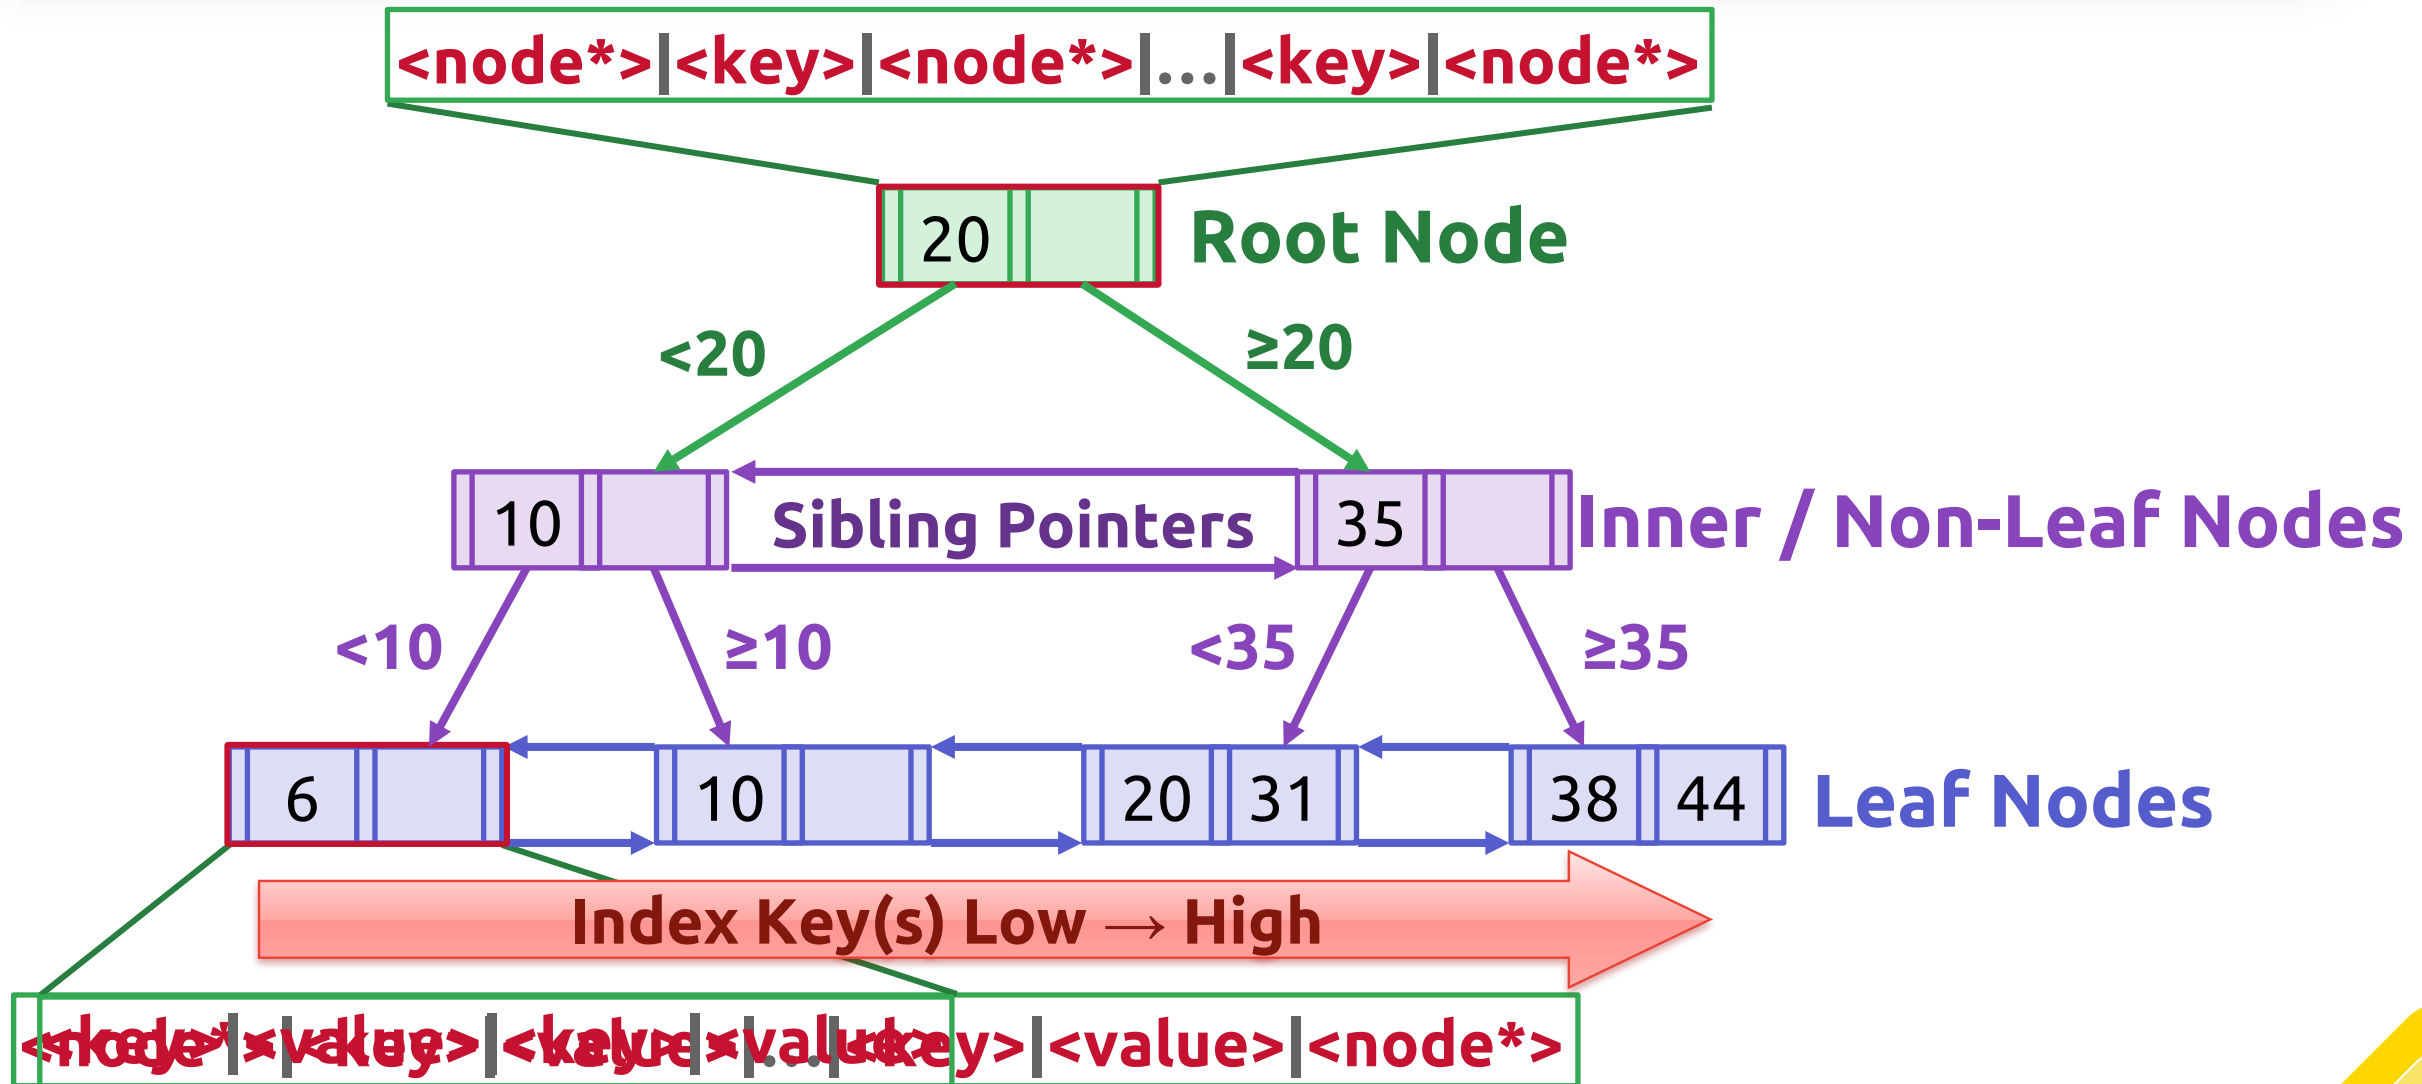 <node*>|<key>|<node*>|…|<key>|<node*>
20
Root Node
<20
≥20
10
Sibling Pointers
35
Inner / Non-Leaf Nodes
<10
≥10
<35
≥35
6
10
20 31
38 44
Leaf Nodes
Index Key(s) Low → High
<value>|<node*>